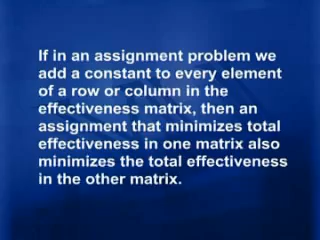 If in an assignment problem we
add a constant to every element
of a row or column in the
effectiveness matrix, then an
assignment that minimizes total
effectiveness in one matrix also
minimizes the total effectiveness
in the other matrix.